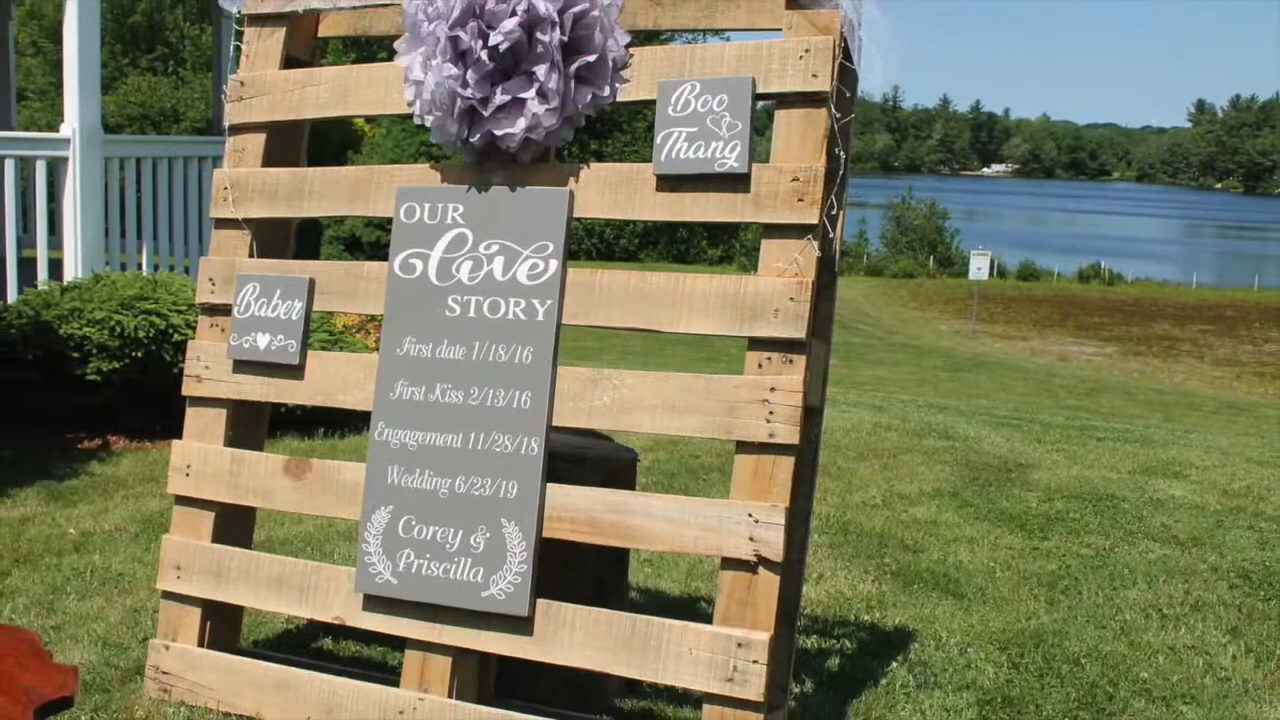 Boo
Thang
OUR
Love
STORY
Baber
First date 1/18/16
First Kiss 2/13/16
Engagement 11/28/18
Wedding 6/23/19
Corey &
Priscilla